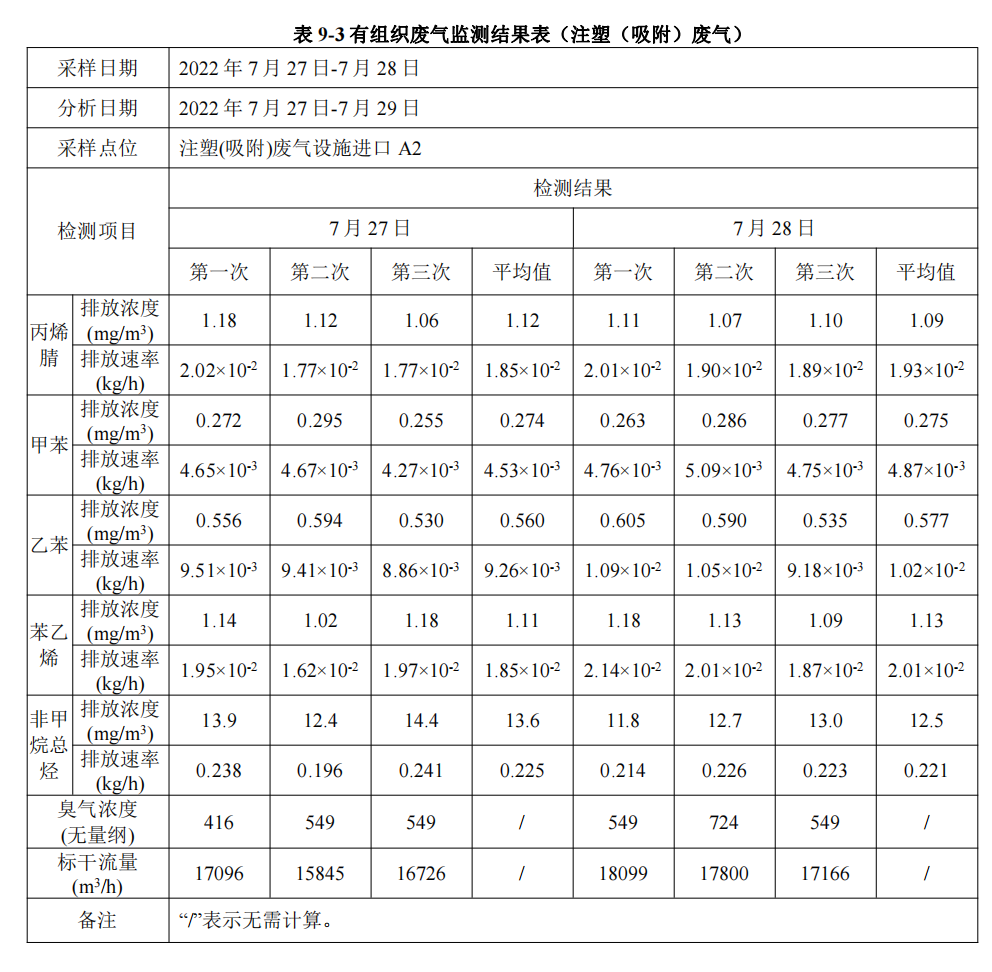 表 9-3 有组织废气监测结果表（注塑（吸附）废气）
采样日期 2022 年 7 月 27 日-7 月 28 日
分析日期 2022 年 7 月 27 日-7 月 29 日
采样点位 注塑(吸附)废气设施进口 A2
检测项目 检测结果
7 月 27 日 7 月 28 日
第一次 第二次 第三次 平均值 第一次 第二次 第三次 平均值
丙烯腈 排放浓度(mg/m³) 1.18 1.12 1.06 1.12 1.11 1.07 1.10 1.09
排放速率(kg/h) 2.02×10⁻² 1.77×10⁻² 1.77×10⁻² 1.85×10⁻² 2.01×10⁻² 1.90×10⁻² 1.89×10⁻² 1.93×10⁻²
甲苯 排放浓度(mg/m³) 0.272 0.295 0.255 0.274 0.263 0.286 0.277 0.275
排放速率(kg/h) 4.65×10⁻³ 4.67×10⁻³ 4.27×10⁻³ 4.53×10⁻³ 4.76×10⁻³ 5.09×10⁻³ 4.75×10⁻³ 4.87×10⁻³
乙苯 排放浓度(mg/m³) 0.556 0.594 0.530 0.560 0.605 0.590 0.535 0.577
排放速率(kg/h) 9.51×10⁻³ 9.41×10⁻³ 8.86×10⁻³ 9.26×10⁻³ 1.09×10⁻² 1.05×10⁻² 9.18×10⁻³ 1.02×10⁻²
苯乙烯 排放浓度(mg/m³) 1.14 1.02 1.18 1.11 1.18 1.13 1.09 1.13
排放速率(kg/h) 1.95×10⁻² 1.62×10⁻² 1.97×10⁻² 1.85×10⁻² 2.14×10⁻² 2.01×10⁻² 1.87×10⁻² 2.01×10⁻²
非甲烷总烃 排放浓度(mg/m³) 13.9 12.4 14.4 13.6 11.8 12.7 13.0 12.5
排放速率(kg/h) 0.238 0.196 0.241 0.225 0.214 0.226 0.223 0.221
臭气浓度(无量纲) 416 549 549 / 549 724 549 /
标干流量(m³/h) 17096 15845 16726 / 18099 17800 17166 /
备注 “/”表示无需计算。